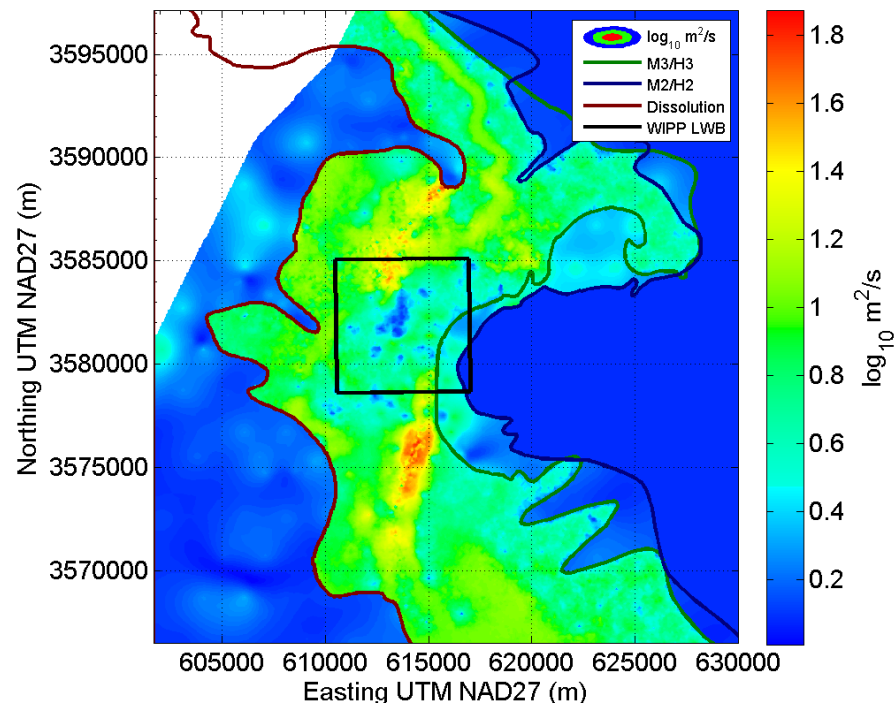 3595000
3590000
3585000
3580000
3575000
3570000
Northing UTM NAD27 (m)
605000 610000 615000 620000 625000 630000
Easting UTM NAD27 (m)
log10 m²/s
M3/H3
M2/H2
Dissolution
WIPP LWB
1.8
1.6
1.4
1.2
1
0.8
0.6
0.4
0.2
log10 m²/s